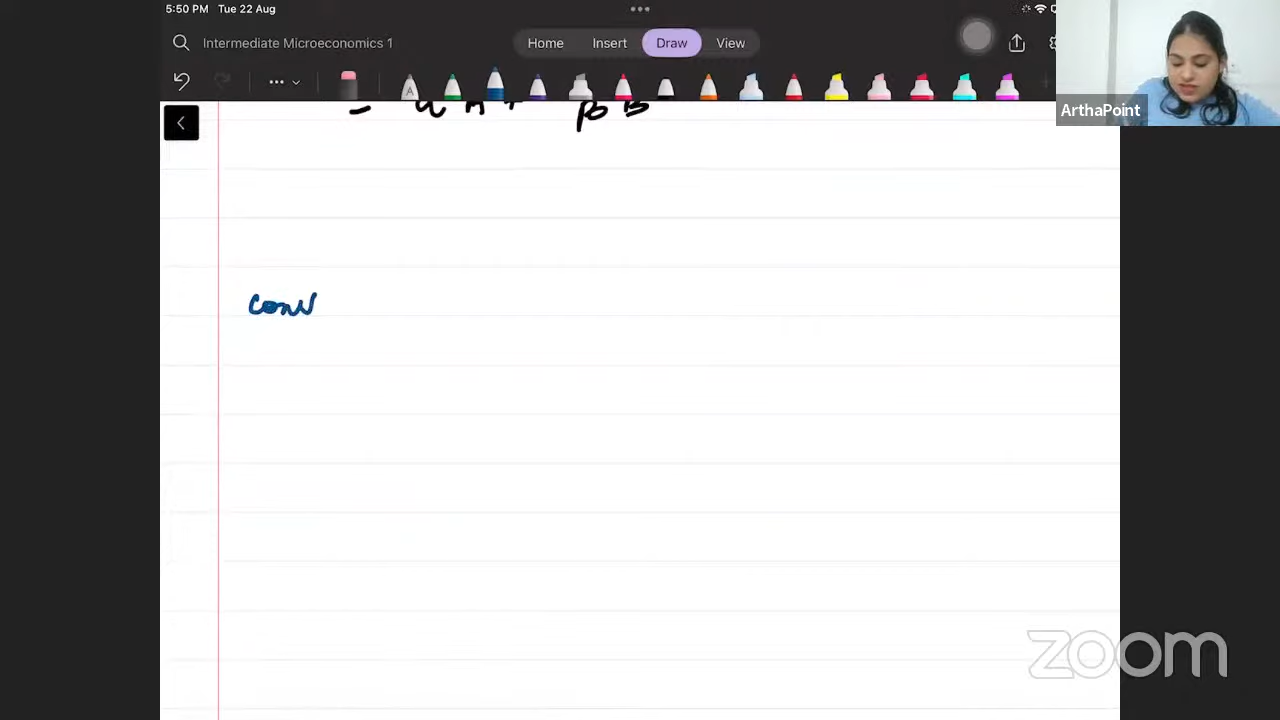 5:50 PM Tue 22 Aug
Intermediate Microeconomics 1
Home Insert Draw View
A
ArthaPoint
β B
conv
zoom